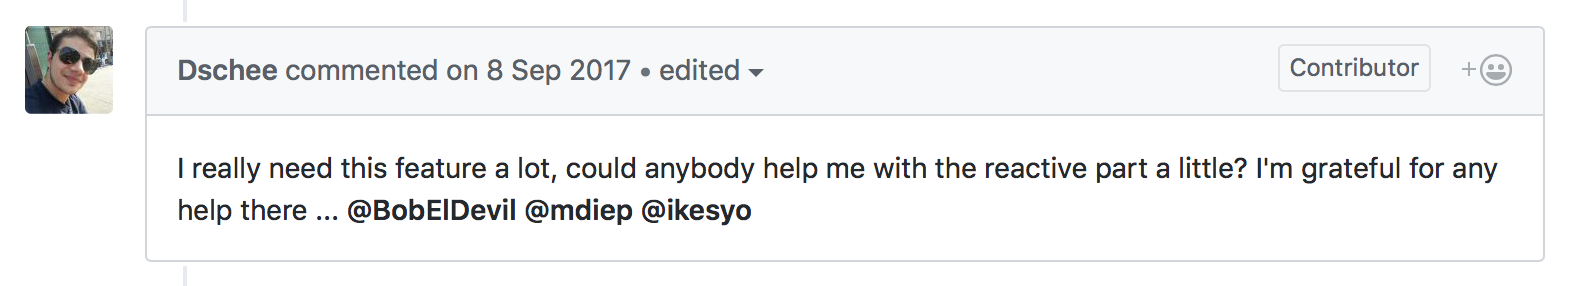 Dschee commented on 8 Sep 2017 • edited
Contributor
I really need this feature a lot, could anybody help me with the reactive part a little? I'm grateful for any
help there ... @BobElDevil @mdiep @ikesyo